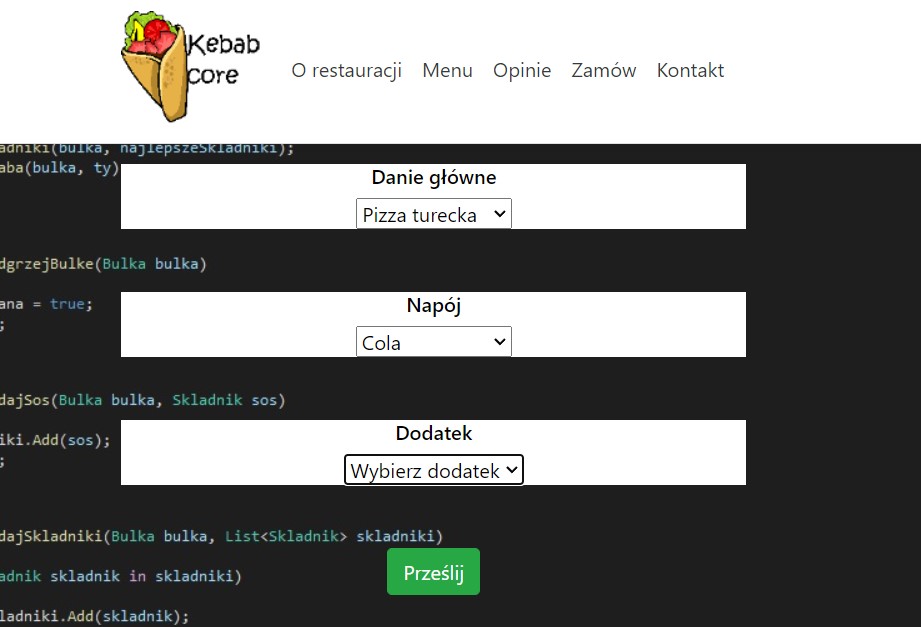 Kebab
core
O restauracji Menu Opinie Zamów Kontakt
adniki(bulka, najlepszeSkladniki);
aba(bulka, ty)
Danie główne
Pizza turecka
dgrzejBulke(Bulka bulka)
ana = true;
;
Napój
Cola
dajSos(Bulka bulka, Skladnik sos)
iki.Add(sos);
;
Dodatek
Wybierz dodatek
dajSkladniki(Bulka bulka, List<Skladnik> skladniki)
adnik skladnik in skladniki)
Prześlij
ladniki.Add(skladnik);